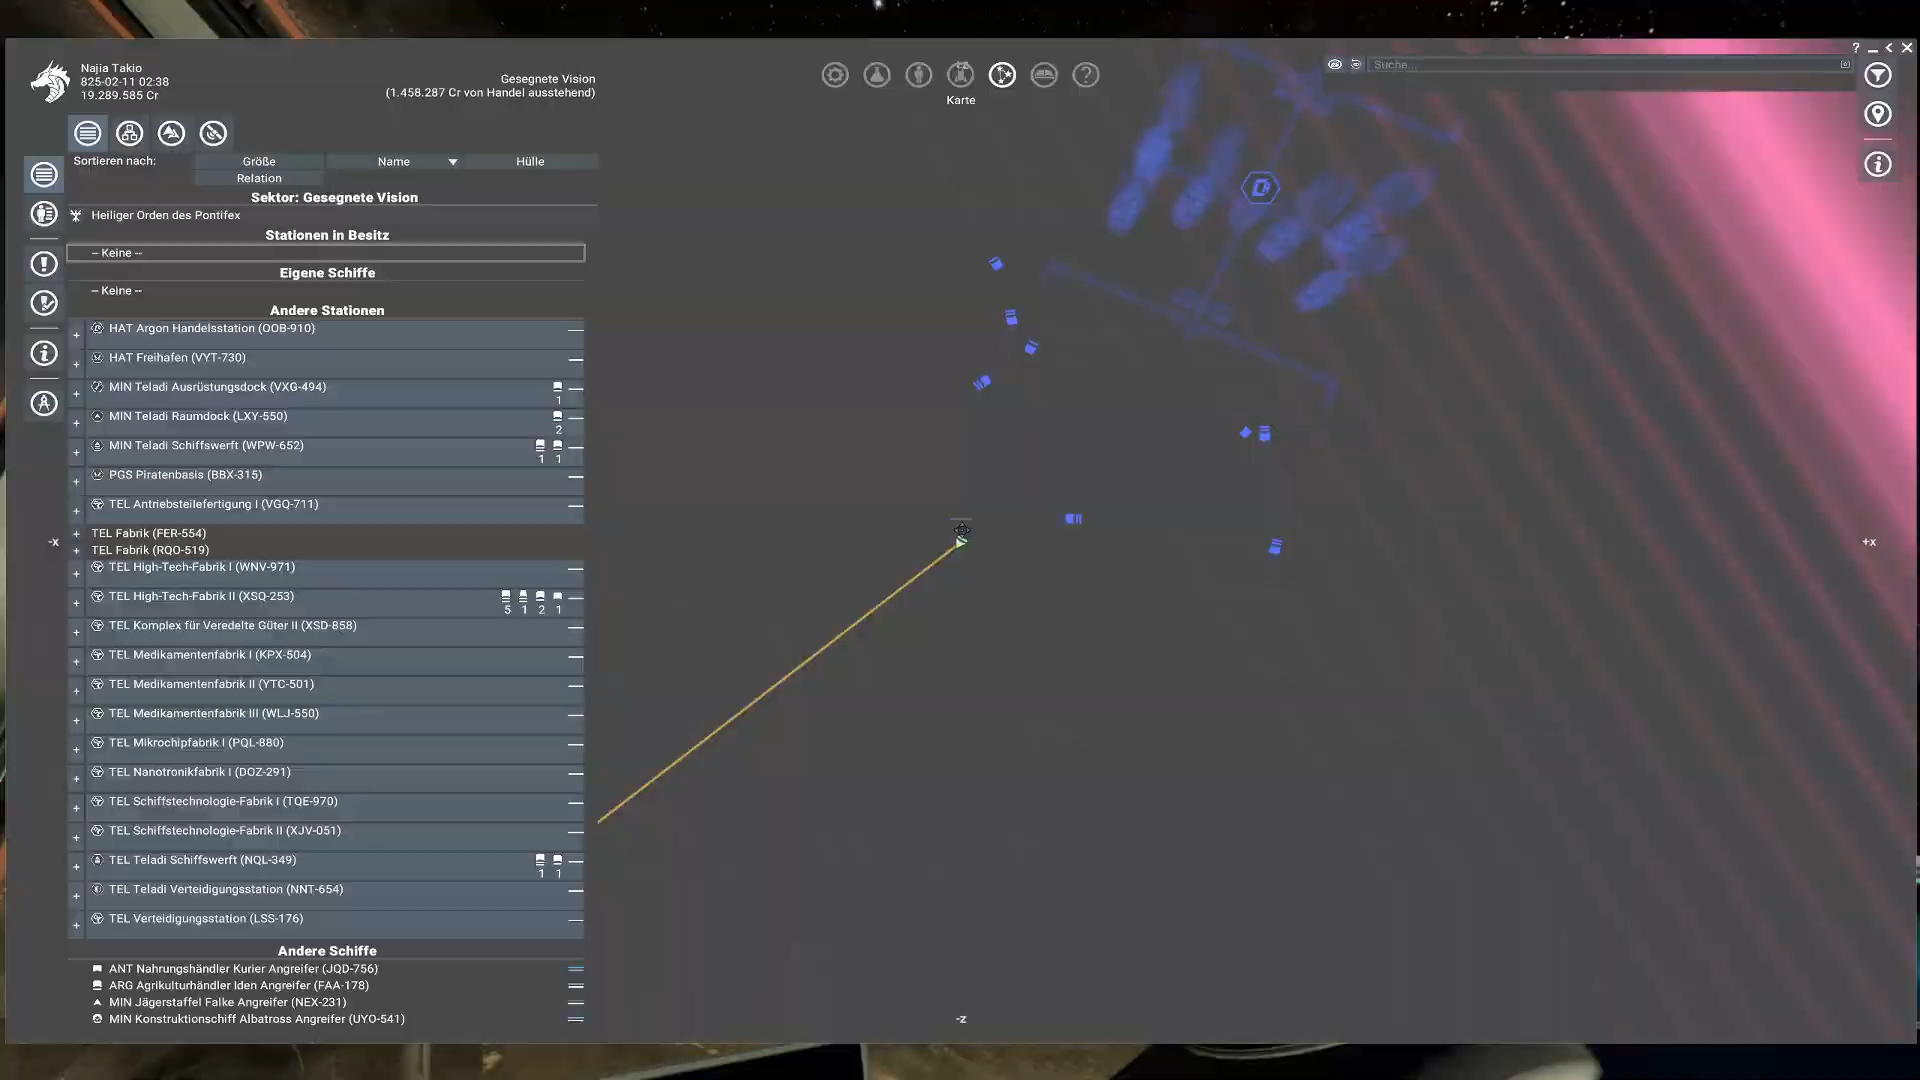 Najia Takio
825-02-11 02:38
19.289.585 Cr
Gesegnete Vision
(1.458.287 Cr von Handel ausstehend)
Karte
Suche...
Sortieren nach:
Größe
Name
Hülle
Relation
Sektor: Gesegnete Vision
Heiliger Orden des Pontifex
Stationen in Besitz
-- Keine --
Eigene Schiffe
-- Keine --
Andere Stationen
HAT Argon Handelsstation (OOB-910)
HAT Freihafen (VYT-730)
MIN Teladi Ausrüstungsdock (VXG-494)
1
MIN Teladi Raumdock (LXY-550)
2
MIN Teladi Schiffswerft (WPW-652)
1 1
PGS Piratenbasis (BBX-315)
TEL Antriebsteilefertigung I (VGQ-711)
TEL Fabrik (FER-554)
TEL Fabrik (RQO-519)
TEL High-Tech-Fabrik I (WNV-971)
TEL High-Tech-Fabrik II (XSQ-253)
5 1 2 1
TEL Komplex für Veredelte Güter II (XSD-858)
TEL Medikamentenfabrik I (KPX-504)
TEL Medikamentenfabrik II (YTC-501)
TEL Medikamentenfabrik III (WLJ-550)
TEL Mikrochipfabrik I (PQL-880)
TEL Nanotronikfabrik I (DOZ-291)
TEL Schiffstechnologie-Fabrik I (TQE-970)
TEL Schiffstechnologie-Fabrik II (XJV-051)
TEL Teladi Schiffswerft (NQL-349)
1 1
TEL Teladi Verteidigungsstation (NNT-654)
TEL Verteidigungsstation (LSS-176)
Andere Schiffe
ANT Nahrungshändler Kurier Angreifer (JQD-756)
ARG Agrikulturhändler Iden Angreifer (FAA-178)
MIN Jägerstaffel Falke Angreifer (NEX-231)
MIN Konstruktionschiff Albatross Angreifer (UYO-541)
-x
+x
-z